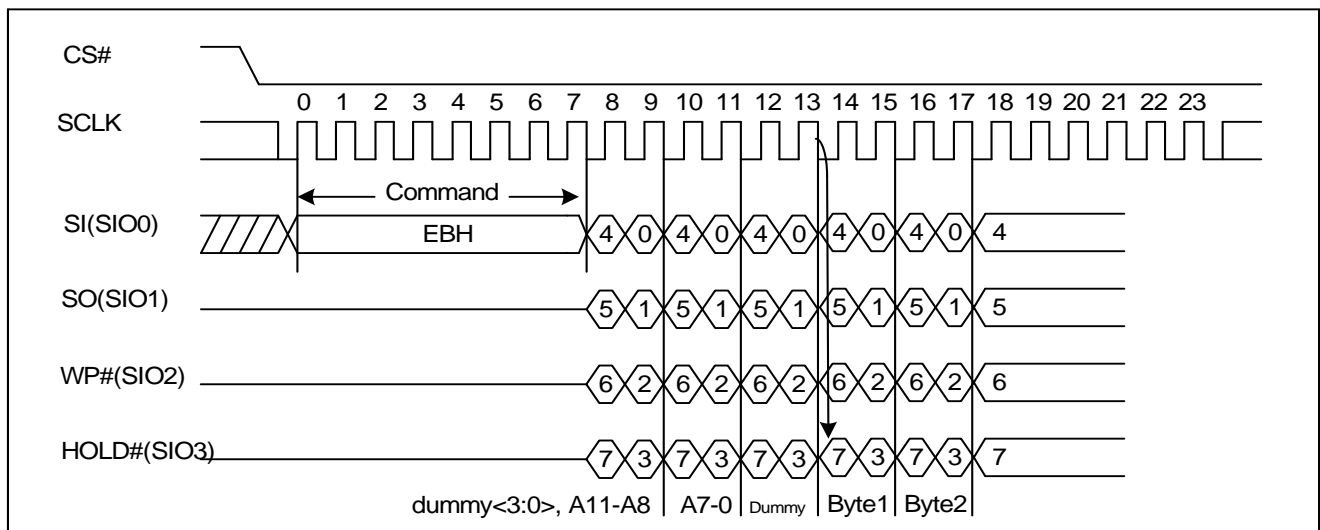 CS#
0 1 2 3 4 5 6 7 8 9 10 11 12 13 14 15 16 17 18 19 20 21 22 23
SCLK
Command
SI(SIO0) EBH 4 0 4 0 4 0 4 0 4 0 4
SO(SIO1) 5 1 5 1 5 1 5 1 5 1 5
WP#(SIO2) 6 2 6 2 6 2 6 2 6 2 6
HOLD#(SIO3) 7 3 7 3 7 3 7 3 7 3 7
dummy<3:0>, A11-A8 A7-0 Dummy Byte1 Byte2